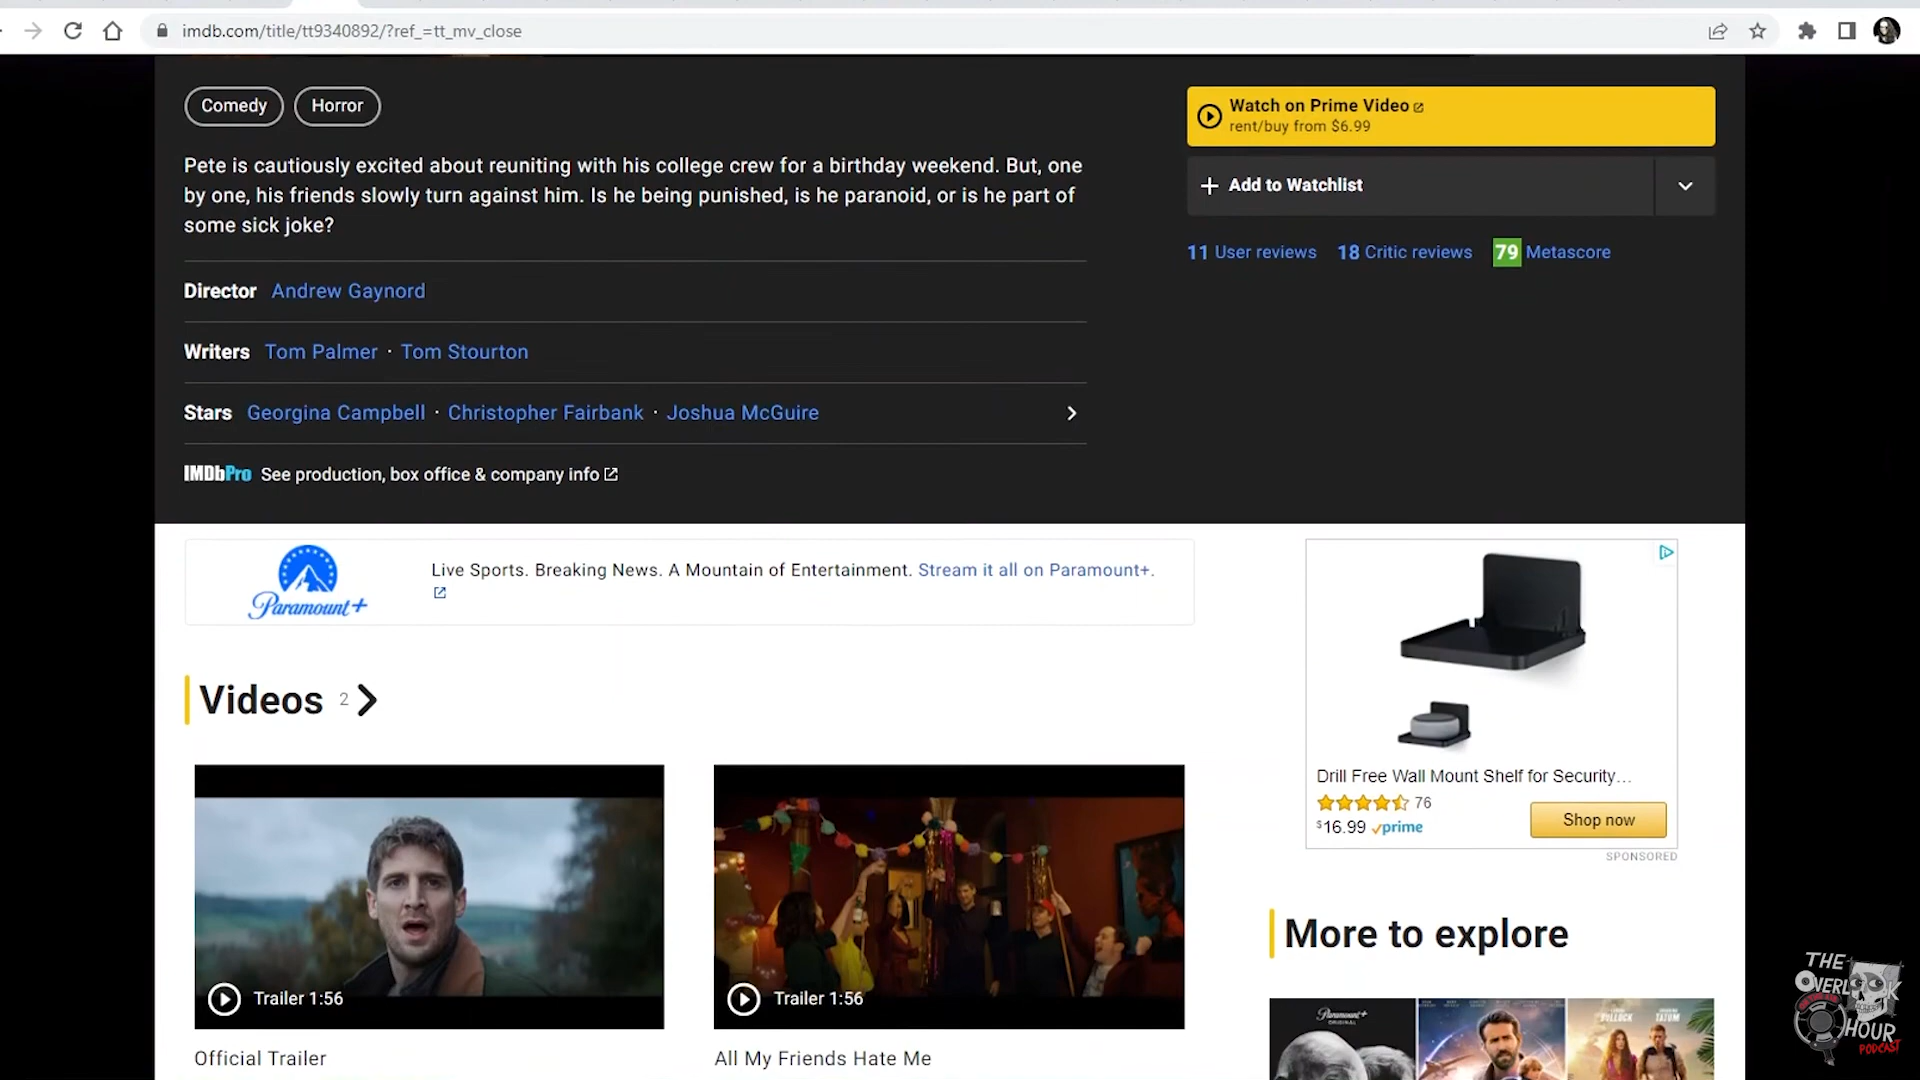 imdb.com/title/tt9340892/?ref_=tt_mv_close
Comedy
Horror
Pete is cautiously excited about reuniting with his college crew for a birthday weekend. But, one
by one, his friends slowly turn against him. Is he being punished, is he paranoid, or is he part of
some sick joke?
Director Andrew Gaynord
Writers Tom Palmer · Tom Stourton
Stars Georgina Campbell · Christopher Fairbank · Joshua McGuire
IMDbPro See production, box office & company info
Watch on Prime Video
rent/buy from $6.99
Add to Watchlist
11 User reviews 18 Critic reviews 79 Metascore
Paramount+
Live Sports. Breaking News. A Mountain of Entertainment. Stream it all on Paramount+.
Videos 2
Trailer 1:56
Official Trailer
Trailer 1:56
All My Friends Hate Me
Drill Free Wall Mount Shelf for Security...
76
$16.99 prime
Shop now
SPONSORED
More to explore
Paramount+
ORIGINAL
BULLOCK
TATUM
THE
OVERLOOK
HOUR
PODCAST